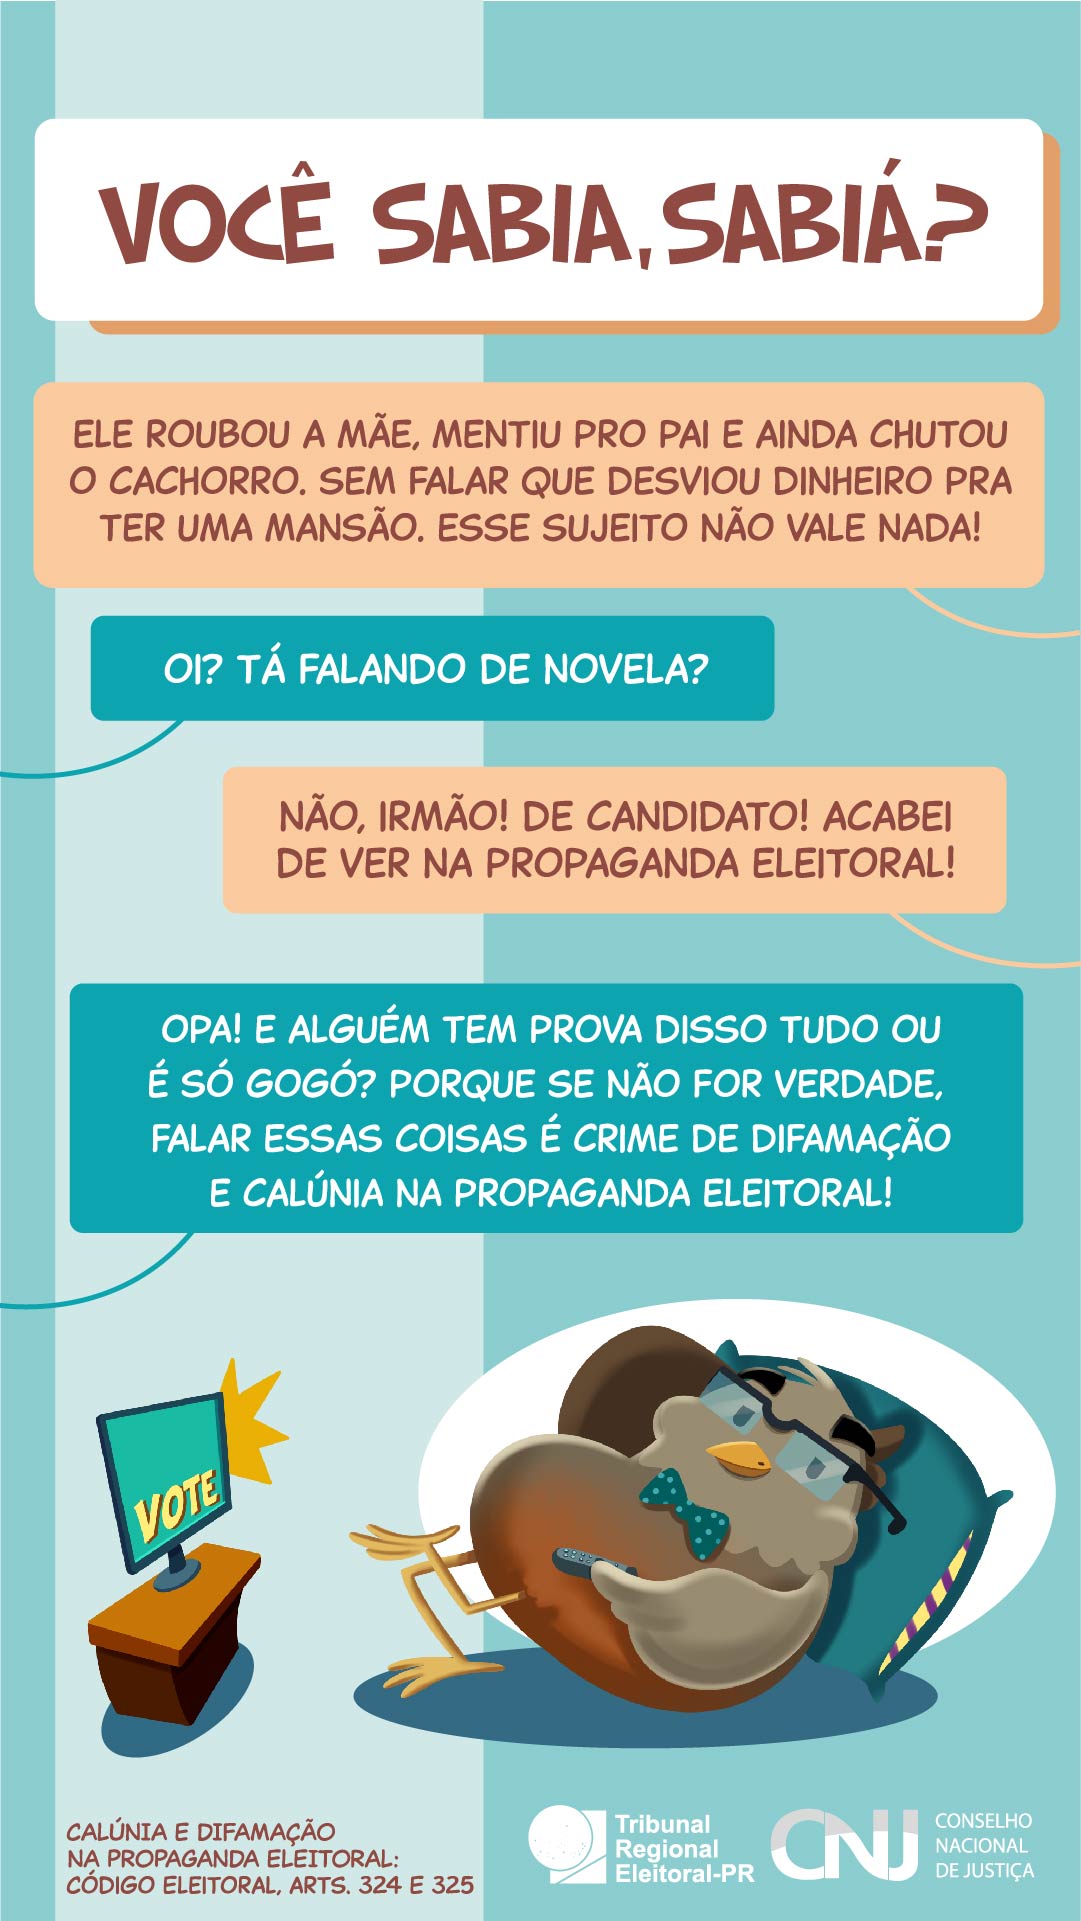 VOCÊ SABIA, SABIÁ?
ELE ROUBOU A MÃE, MENTIU PRO PAI E AINDA CHUTOU
O CACHORRO. SEM FALAR QUE DESVIOU DINHEIRO PRA
TER UMA MANSÃO. ESSE SUJEITO NÃO VALE NADA!
OI? TÁ FALANDO DE NOVELA?
NÃO, IRMÃO! DE CANDIDATO! ACABEI
DE VER NA PROPAGANDA ELEITORAL!
OPA! E ALGUÉM TEM PROVA DISSO TUDO OU
É SÓ GOGÓ? PORQUE SE NÃO FOR VERDADE,
FALAR ESSAS COISAS É CRIME DE DIFAMAÇÃO
E CALÚNIA NA PROPAGANDA ELEITORAL!
VOTE
CALÚNIA E DIFAMAÇÃO
NA PROPAGANDA ELEITORAL:
CÓDIGO ELEITORAL, ARTS. 324 E 325
Tribunal
Regional
Eleitoral-PR
CNJ
CONSELHO
NACIONAL
DE JUSTIÇA